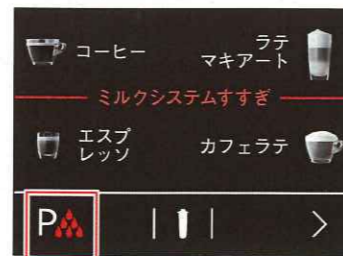 コーヒー
ラテ
マキアート
ミルクシステムすすぎ
エスプ
レッソ
カフェラテ
P